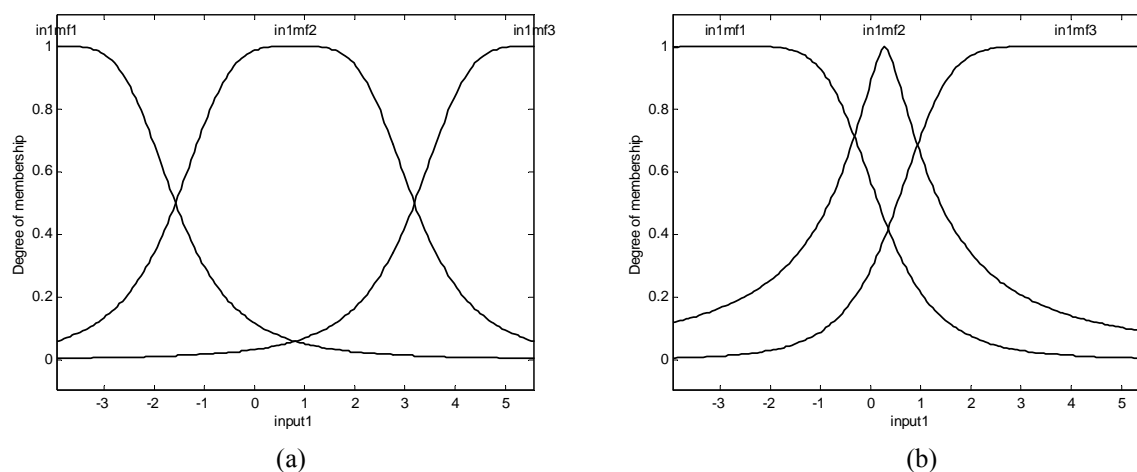 in1mf1 in1mf2 in1mf3
1
0.8
0.6
0.4
0.2
0
Degree of membership
-3 -2 -1 0 1 2 3 4 5
input1
(a)
in1mf1 in1mf2 in1mf3
1
0.8
0.6
0.4
0.2
0
Degree of membership
-3 -2 -1 0 1 2 3 4 5
input1
(b)